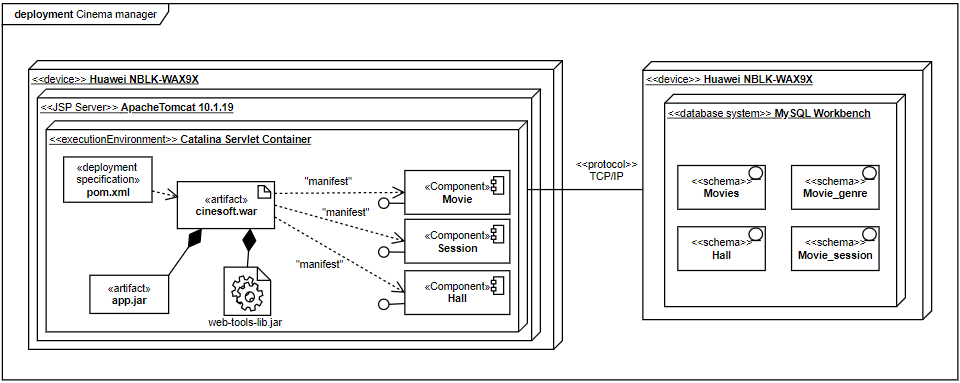 deployment Cinema manager
<<device>> Huawei NBLK-WAX9X
<<JSP Server>> ApacheTomcat 10.1.19
<<executionEnvironment>> Catalina Servlet Container
«deployment
specification»
pom.xml
«artifact»
cinesoft.war
"manifest"
"manifest"
"manifest"
«Component»
Movie
«Component»
Session
«Component»
Hall
«artifact»
app.jar
web-tools-lib.jar
<<protocol>>
TCP/IP
<<device>> Huawei NBLK-WAX9X
<<database system>> MySQL Workbench
<<schema>>
Movies
<<schema>>
Movie_genre
<<schema>>
Hall
<<schema>>
Movie_session